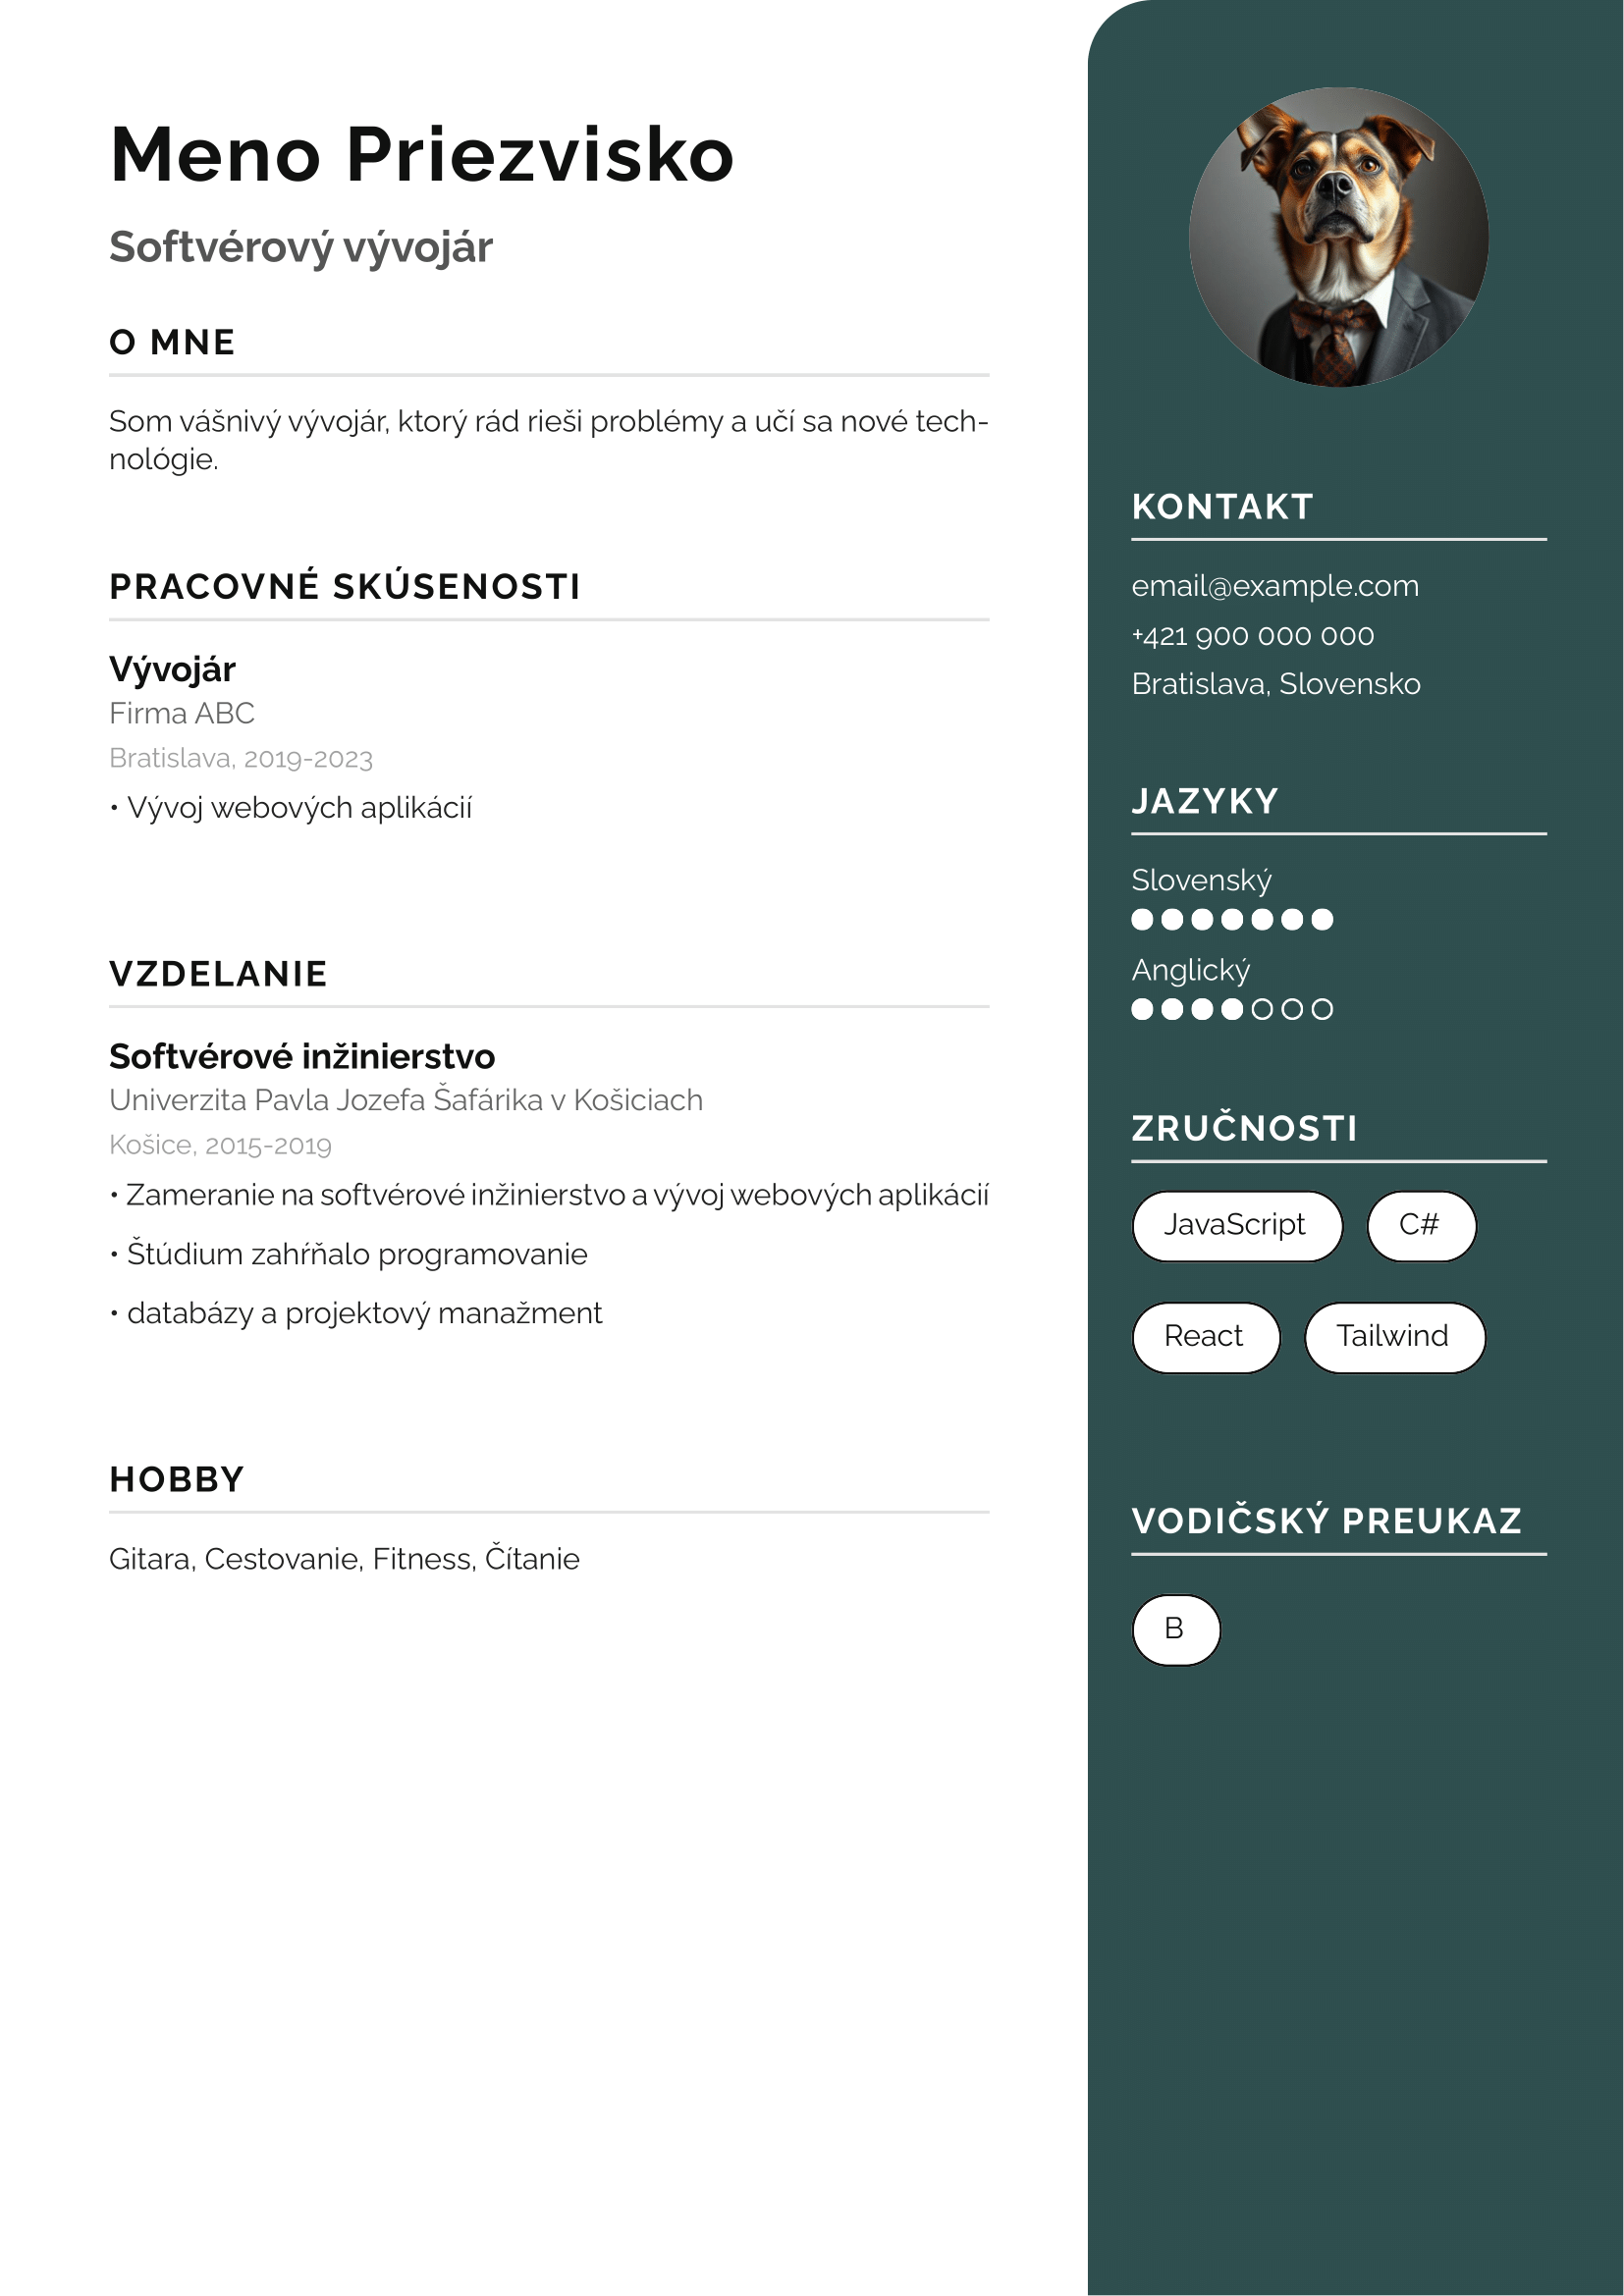 Meno Priezvisko
Softvérový vývojár
O MNE
Som vášnivý vývojár, ktorý rád rieši problémy a učí sa nové tech-
nológie.
PRACOVNÉ SKÚSENOSTI
Vývojár
Firma ABC
Bratislava, 2019-2023
• Vývoj webových aplikácií
VZDELANIE
Softvérové inžinierstvo
Univerzita Pavla Jozefa Šafárika v Košiciach
Košice, 2015-2019
• Zameranie na softvérové inžinierstvo a vývoj webových aplikácií
• Štúdium zahŕňalo programovanie
• databázy a projektový manažment
HOBBY
Gitara, Cestovanie, Fitness, Čítanie
KONTAKT
email@example.com
+421 900 000 000
Bratislava, Slovensko
JAZYKY
Slovenský
Anglický
ZRUČNOSTI
JavaScript C#
React Tailwind
VODIČSKÝ PREUKAZ
B